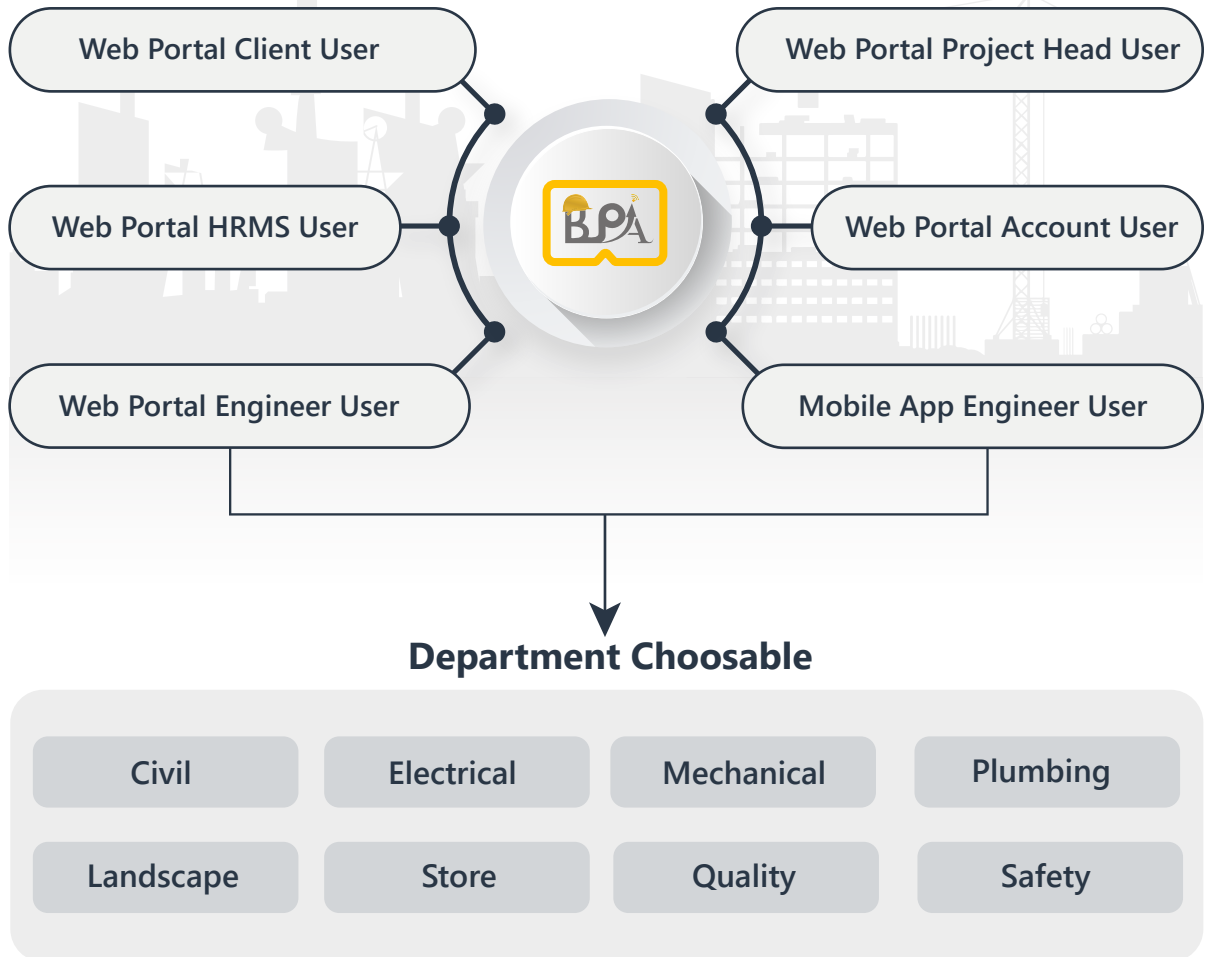 Web Portal Client User
Web Portal Project Head User
Web Portal HRMS User
Web Portal Account User
Web Portal Engineer User
Mobile App Engineer User
Department Choosable
Civil
Electrical
Mechanical
Plumbing
Landscape
Store
Quality
Safety